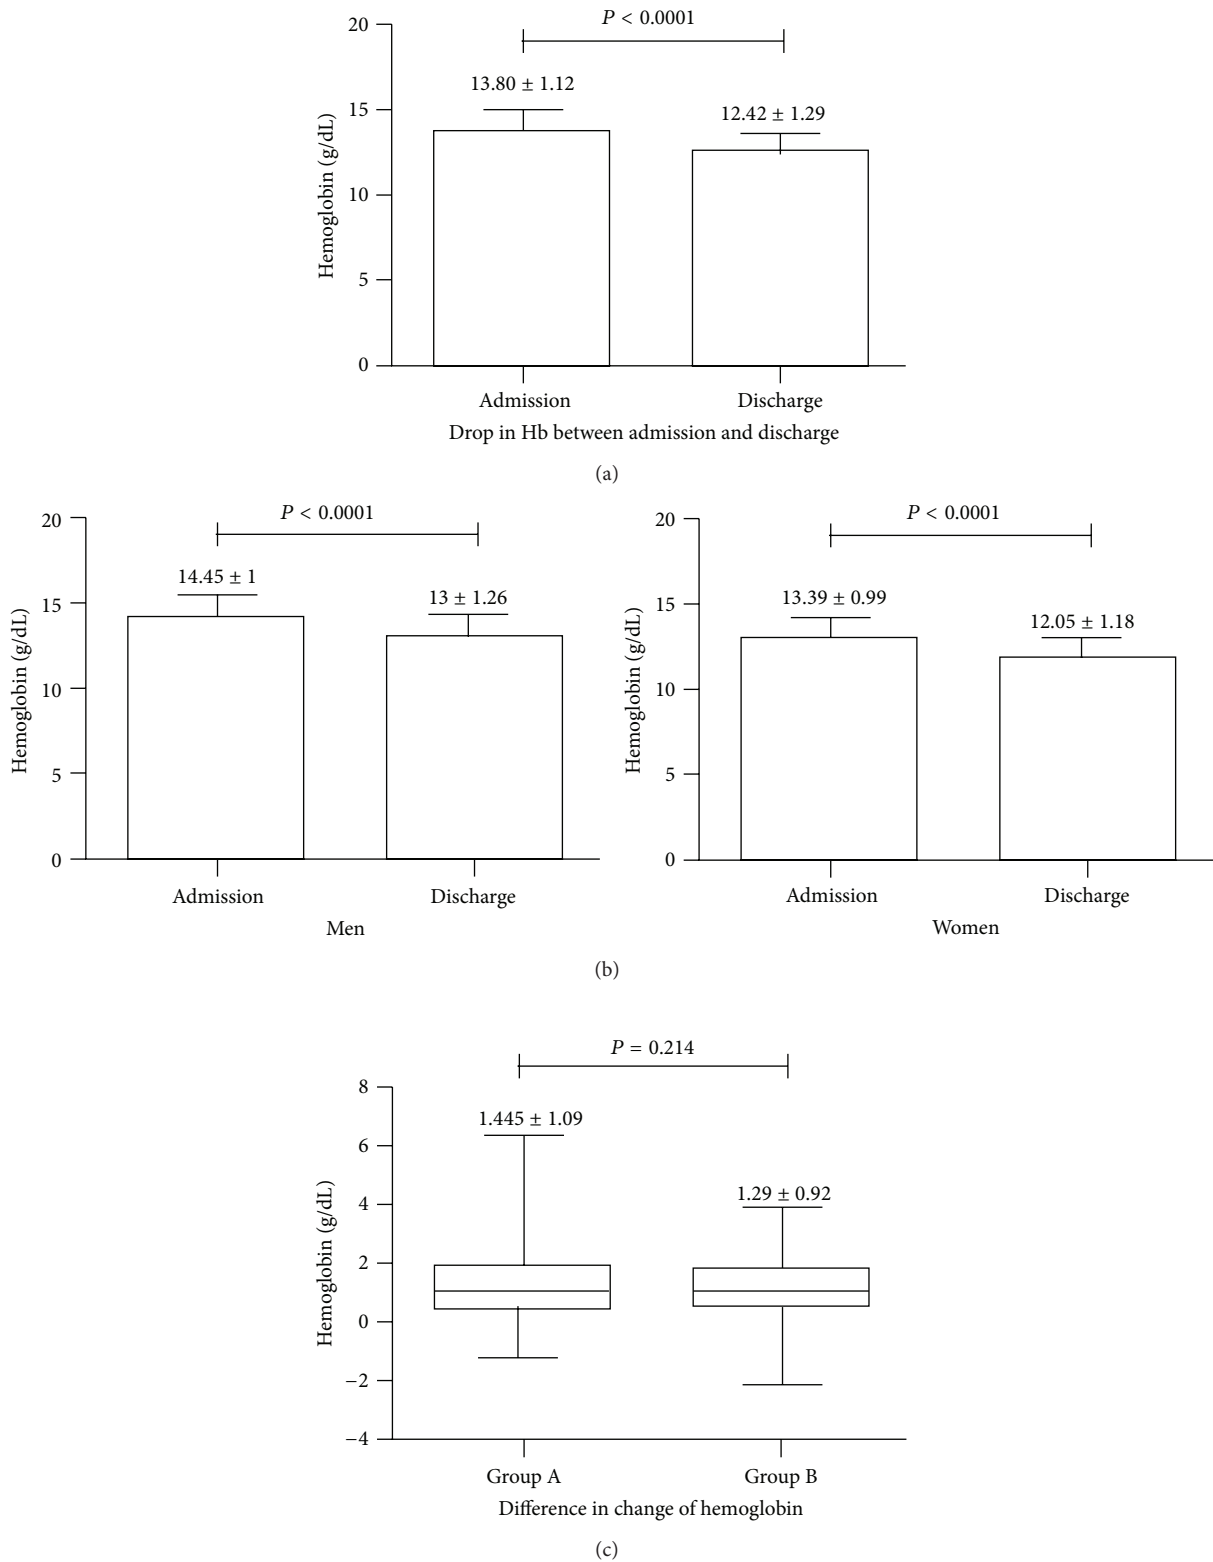 P < 0.0001
20
13.80 ± 1.12
12.42 ± 1.29
15
10
5
0
Hemoglobin (g/dL)
Admission
Discharge
Drop in Hb between admission and discharge
(a)
P < 0.0001
20
14.45 ± 1
13 ± 1.26
15
10
5
0
Hemoglobin (g/dL)
Admission
Discharge
Men
P < 0.0001
20
13.39 ± 0.99
12.05 ± 1.18
15
10
5
0
Hemoglobin (g/dL)
Admission
Discharge
Women
(b)
P = 0.214
8
1.445 ± 1.09
6
1.29 ± 0.92
4
2
0
−2
−4
Hemoglobin (g/dL)
Group A
Group B
Difference in change of hemoglobin
(c)